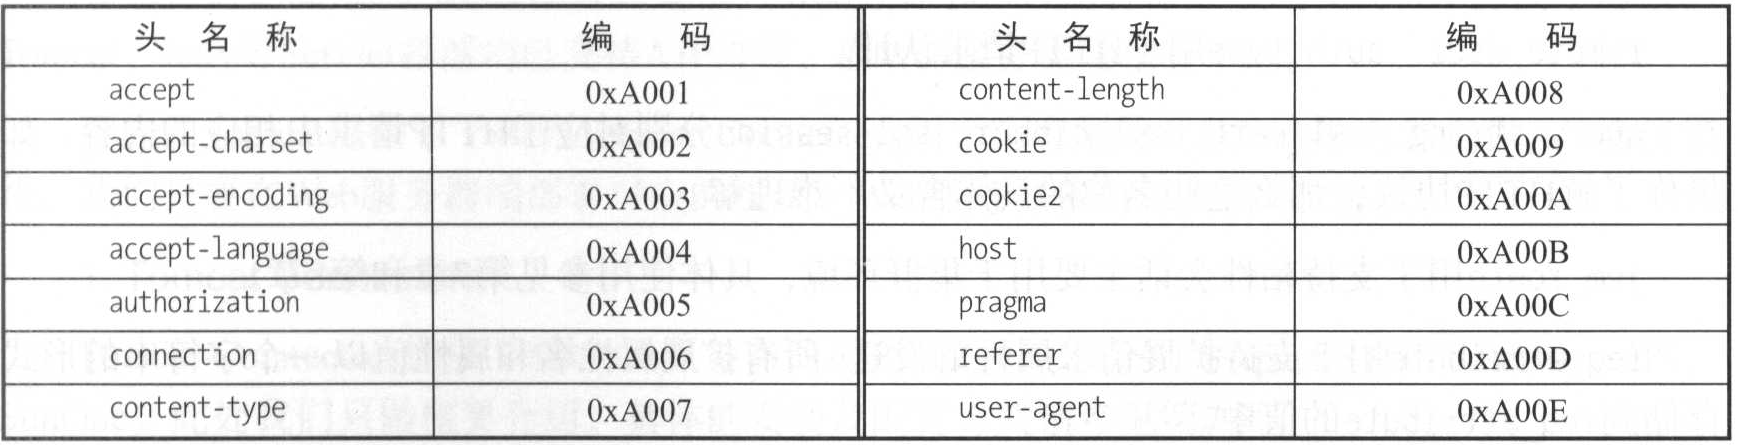 头 名 称 编 码 头 名 称 编 码
accept 0xA001 content-length 0xA008
accept-charset 0xA002 cookie 0xA009
accept-encoding 0xA003 cookie2 0xA00A
accept-language 0xA004 host 0xA00B
authorization 0xA005 pragma 0xA00C
connection 0xA006 referer 0xA00D
content-type 0xA007 user-agent 0xA00E